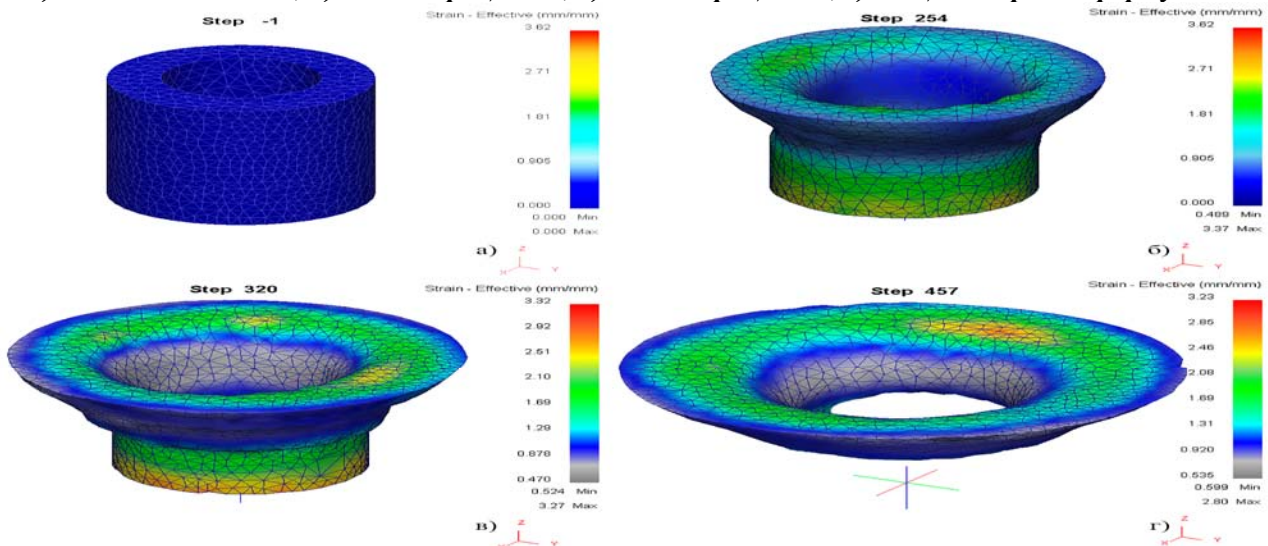 Step -1
Strain - Effective (mm/mm)
3.62
2.71
1.81
0.905
0.000
0.000 Min
0.000 Max
а)
Z
X
Y
Step 254
Strain - Effective (mm/mm)
3.62
2.71
1.81
0.905
0.000
0.489 Min
3.37 Max
б)
Z
X
Y
Step 320
Strain - Effective (mm/mm)
3.32
2.92
2.51
2.10
1.69
1.29
0.878
0.470
0.524 Min
3.27 Max
в)
Z
X
Y
Step 457
Strain - Effective (mm/mm)
3.23
2.85
2.46
2.08
1.69
1.31
0.920
0.535
0.599 Min
2.80 Max
г)
Z
X
Y